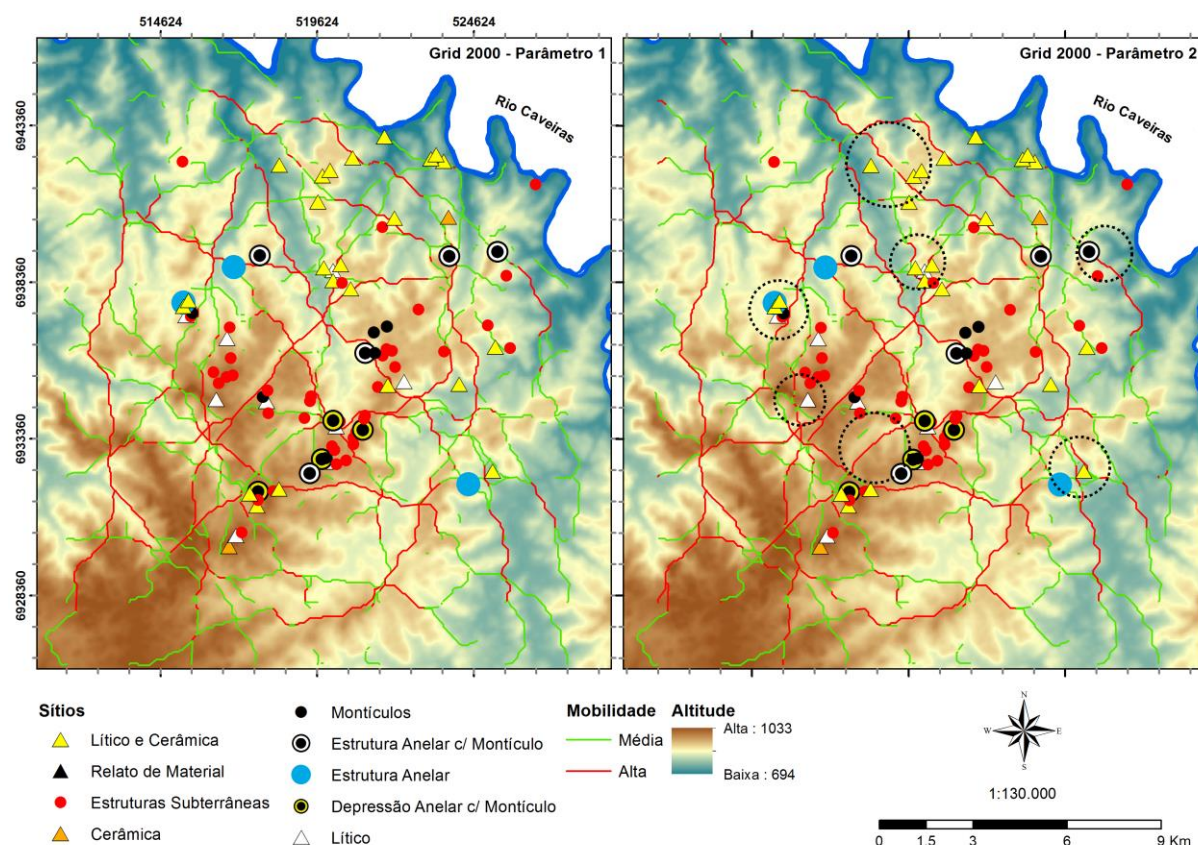 514624
519624
524624
Grid 2000 - Parâmetro 1
Grid 2000 - Parâmetro 2
Rio Caveiras
Rio Caveiras
6943360
6938360
6933360
6928360
Sítios
Lítico e Cerâmica
Relato de Material
Estruturas Subterrâneas
Cerâmica
Montículos
Estrutura Anelar c/ Montículo
Estrutura Anelar
Depressão Anelar c/ Montículo
Lítico
Mobilidade
Média
Alta
Altitude
Alta : 1033
Baixa : 694
N
W E
S
1:130.000
0 1.5 3 6 9 Km